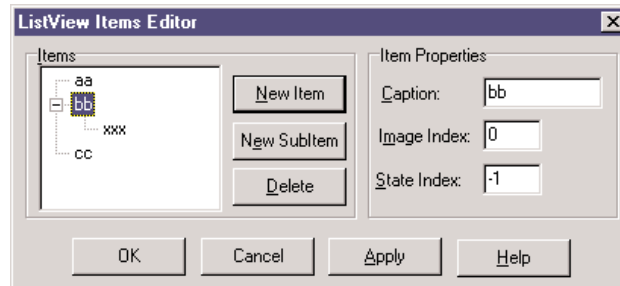 ListView Items Editor
Items
aa
bb
xxx
cc
New Item
New SubItem
Delete
Item Properties
Caption: bb
Image Index: 0
State Index: -1
OK Cancel Apply Help